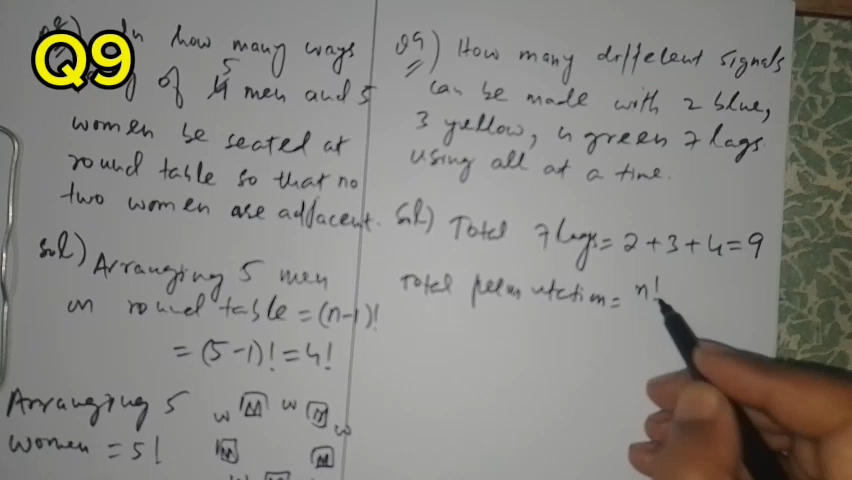 Q9
In how many ways
of 5 men and 5
women be seated at
round table so that no
two women are adjacent.
Sol) Arranging 5 men
on round table = (n-1)!
= (5-1)! = 4!
Arranging 5
women = 5!
W M W M W
M M
W M
Q9) How many different signals
can be made with 2 blue,
3 yellow, 4 green flags.
using all at a time.
Sol) Total flags = 2+3+4=9
Total permutation = n!